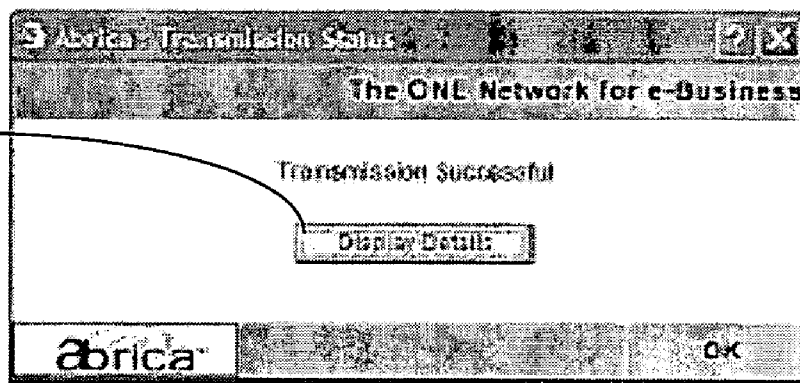 Abrica - Transmission Status
The ONE Network for e-Business
Transmission Successful
Display Details
abrica
OK